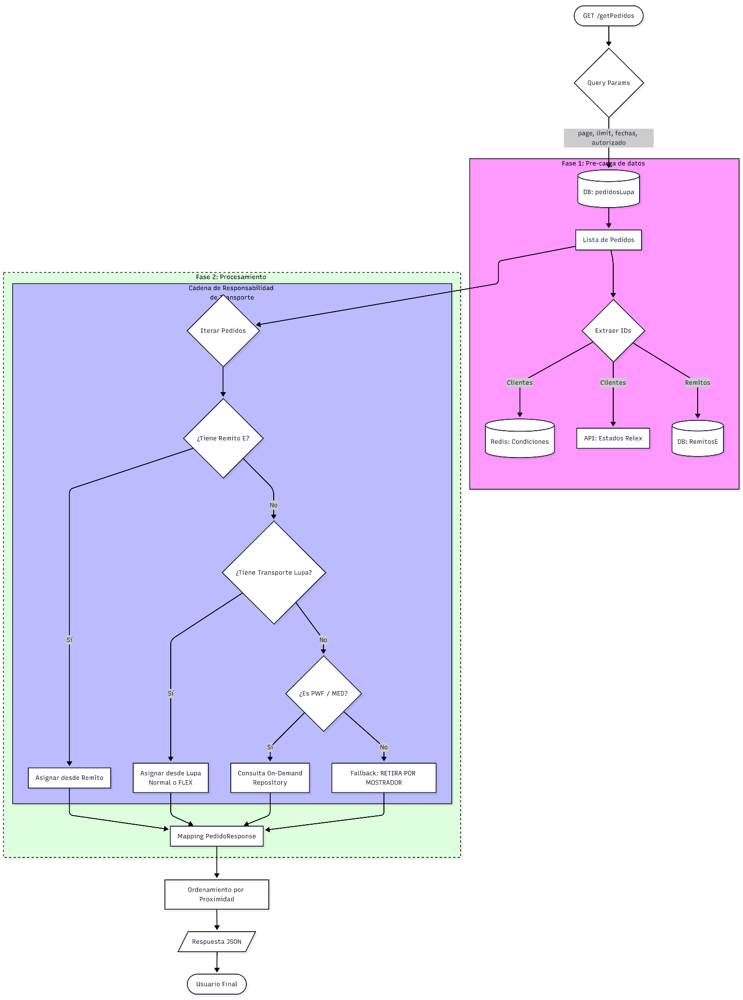 GET /getPedidos
Query Params
page, limit, fechas,
autorizado
Fase 1: Pre-carga de datos
DB: pedidosLupa
Lista de Pedidos
Extraer IDs
Clientes
Clientes
Remitos
Redis: Condiciones
API: Estados Relex
DB: RemitosE
Fase 2: Procesamiento
Cadena de Responsabilidad
de Transporte
Iterar Pedidos
¿Tiene Remito E?
No
Sí
¿Tiene Transporte Lupa?
No
Sí
¿Es PWF / MED?
Sí
No
Asignar desde Remito
Asignar desde Lupa
Normal o FLEX
Consulta On-Demand
Repository
Fallback: RETIRA POR
MOSTRADOR
Mapping PedidoResponse
Ordenamiento por
Proximidad
Respuesta JSON
Usuario Final